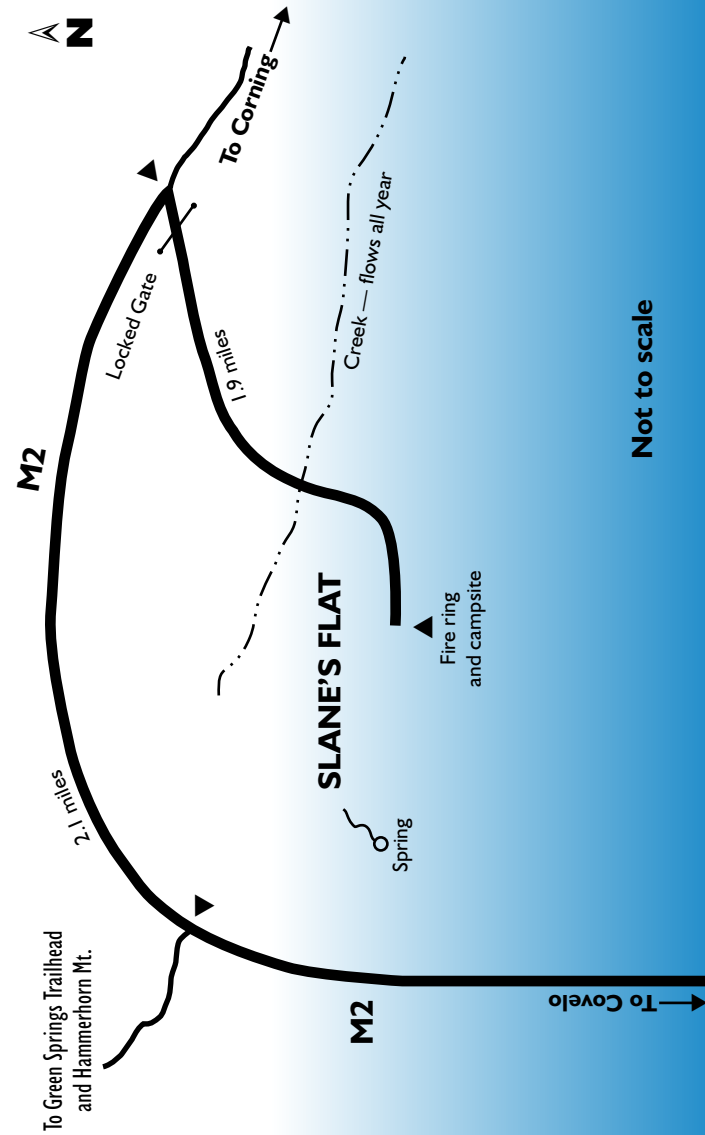 N
To Corning
Locked Gate
M2
1.9 miles
Creek — flows all year
2.1 miles
To Green Springs Trailhead
and Hammerhorn Mt.
SLANE'S FLAT
Fire ring
and campsite
Spring
M2
To Covelo
Not to scale